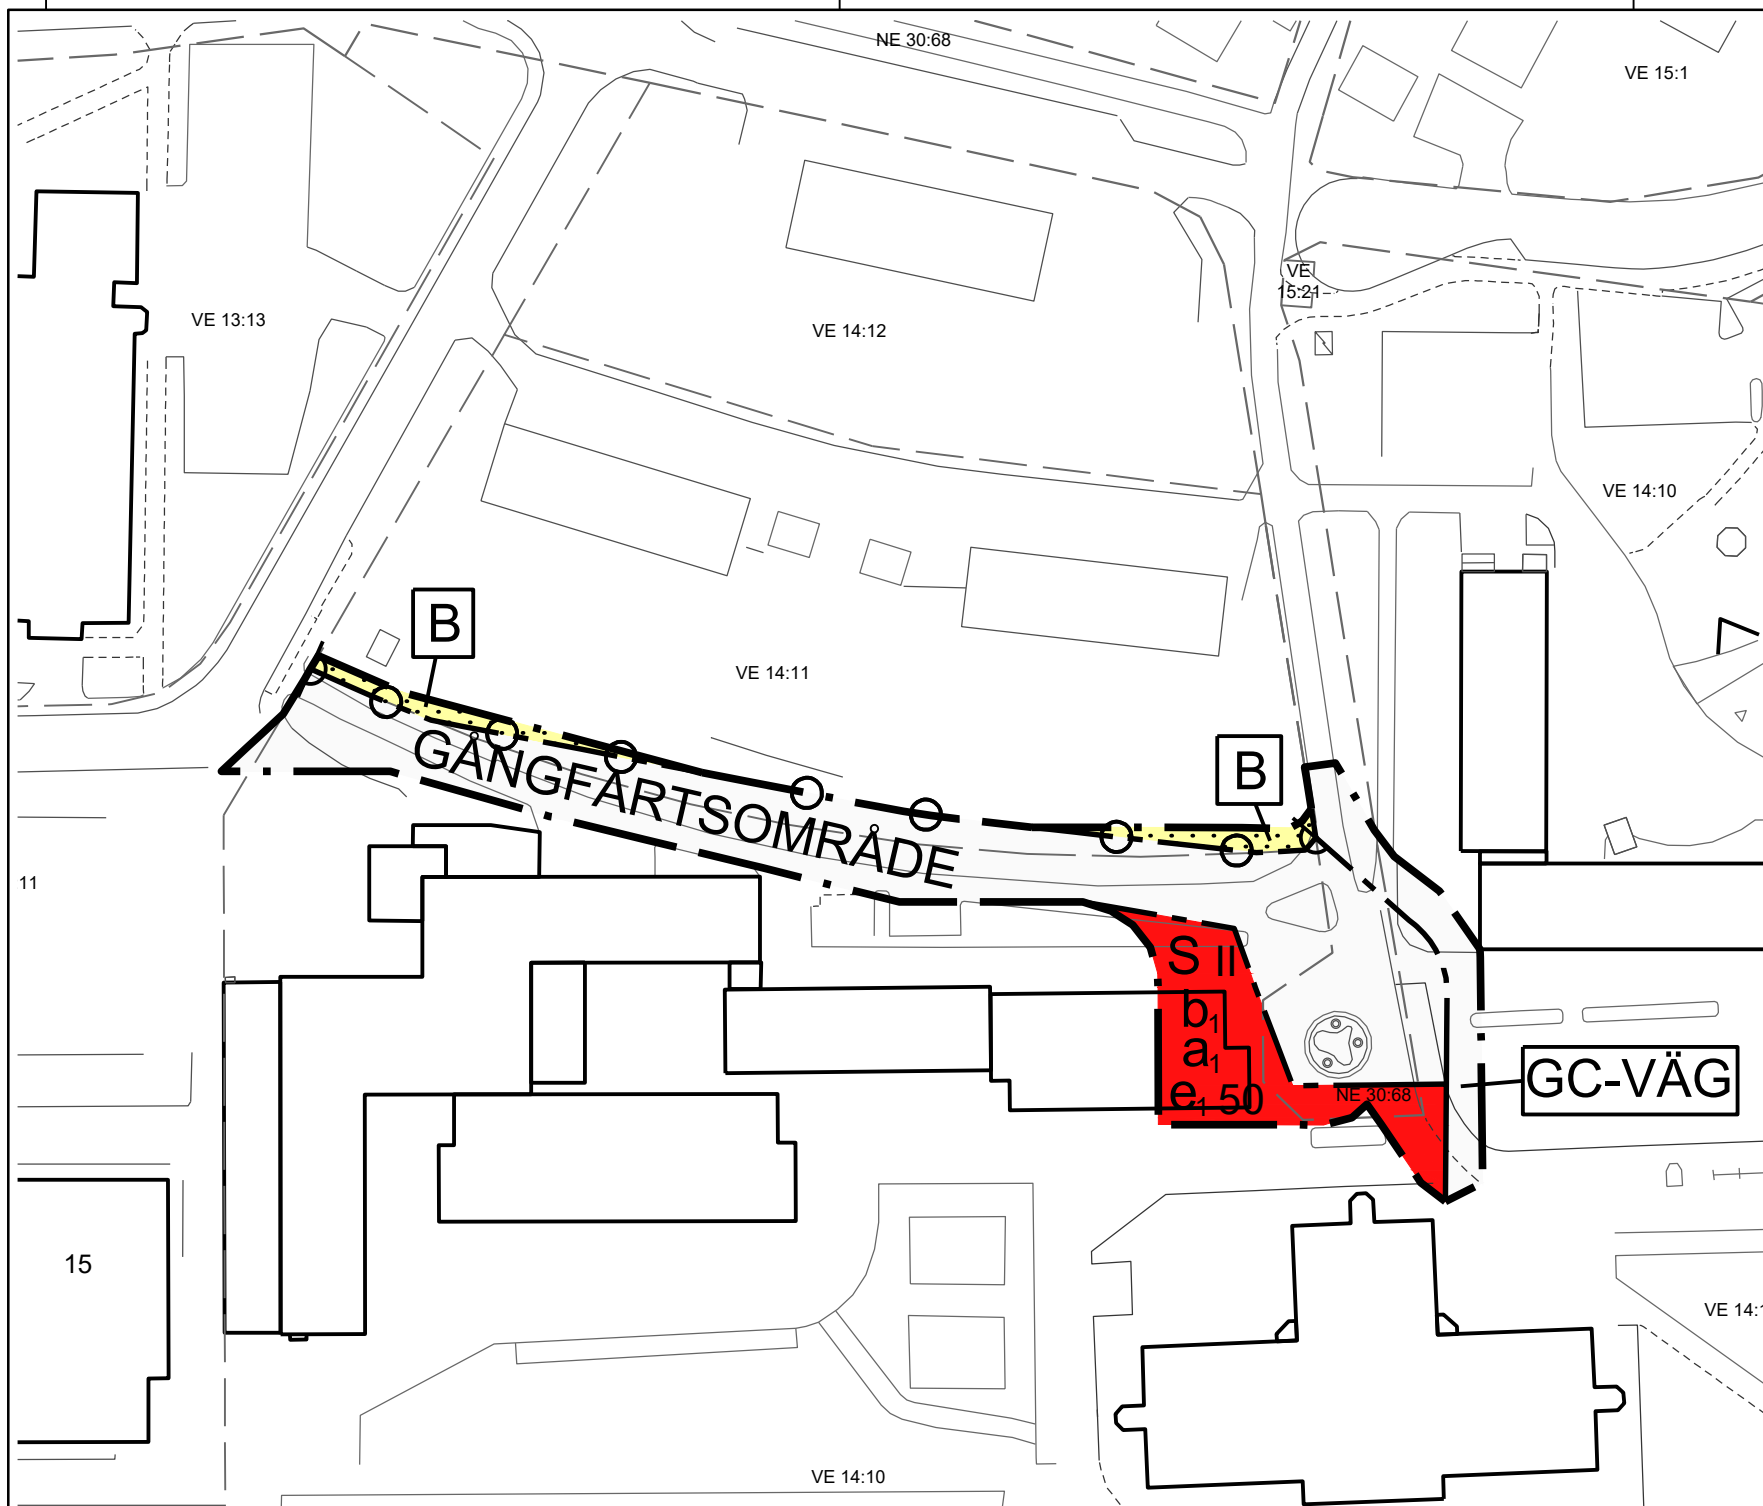 NE 30:68
VE 15:1
VE
15:21
VE 13:13
VE 14:12
VE 14:10
B
VE 14:11
B
GÅNGFARTSOMRÅDE
11
S II
b1
a1
e1 50
NE 30:68
GC-VÄG
15
VE 14:1
VE 14:10